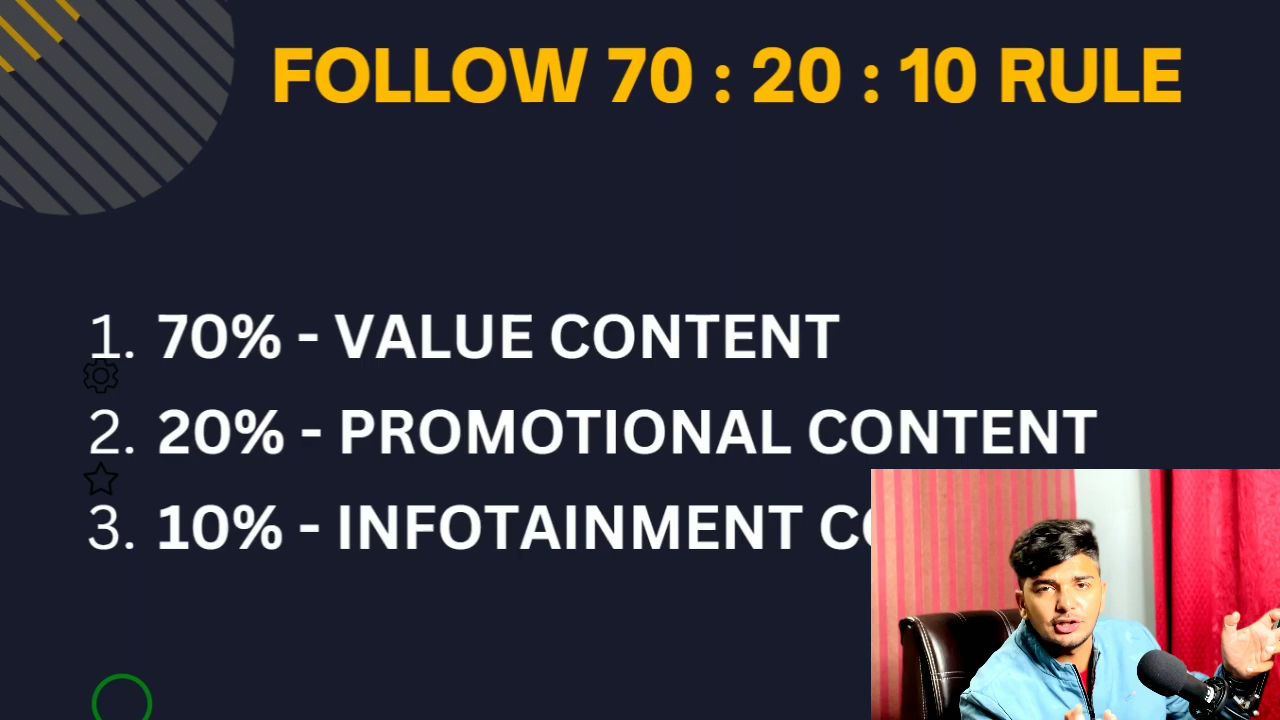 FOLLOW 70 : 20 : 10 RULE
1. 70% - VALUE CONTENT
2. 20% - PROMOTIONAL CONTENT
3. 10% - INFOTAINMENT